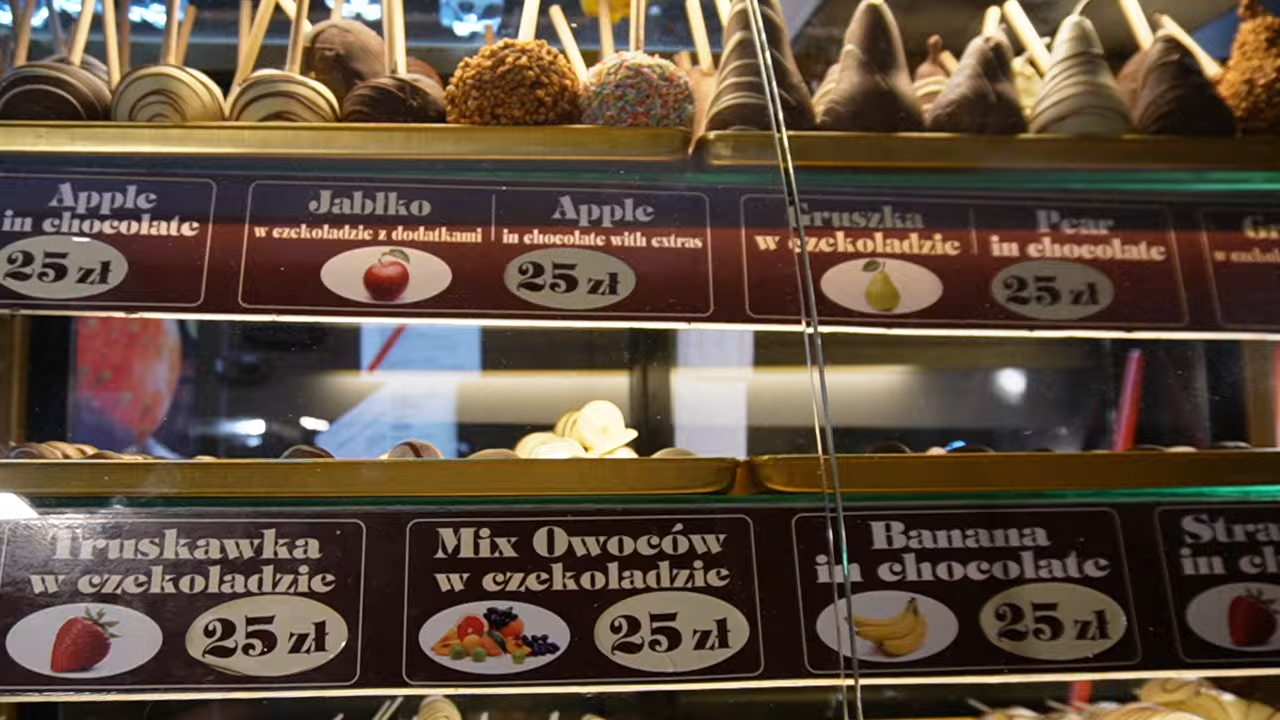 Apple
in chocolate
25 zł
Jabłko
w czekoladzie z dodatkami
Apple
in chocolate with extras
25 zł
Gruszka
w czekoladzie
Pear
in chocolate
25 zł
Truskawka
w czekoladzie
25 zł
Mix Owoców
w czekoladzie
25 zł
Banana
in chocolate
25 zł